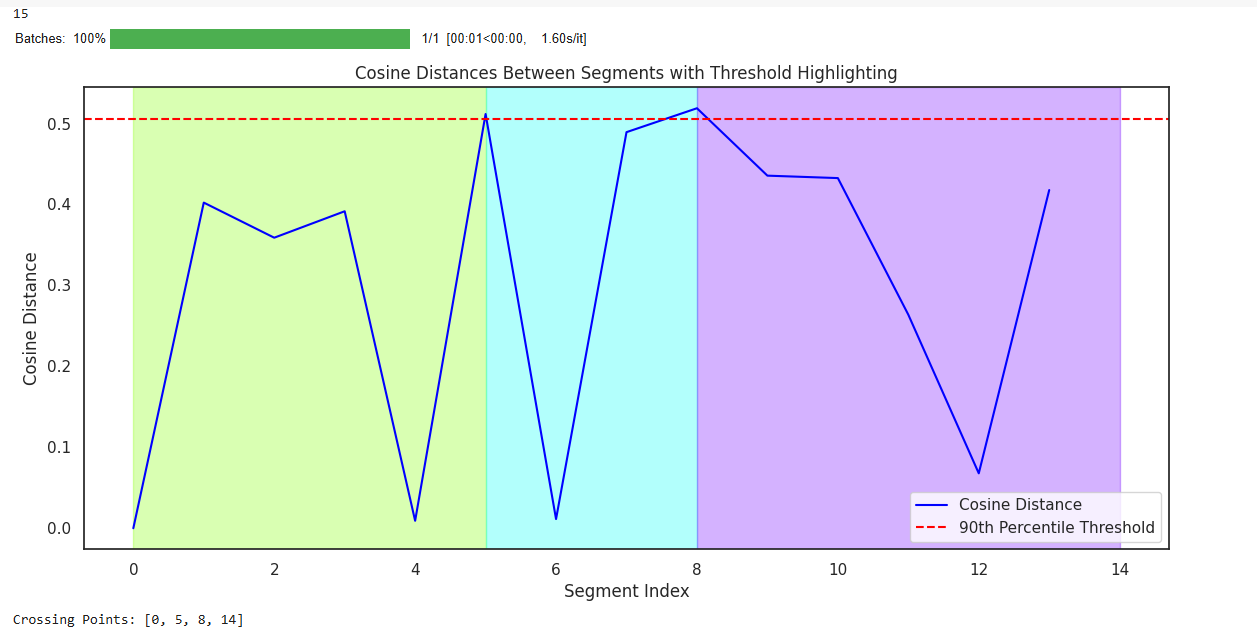 15
Batches: 100% 1/1 [00:01<00:00, 1.60s/it]
Cosine Distances Between Segments with Threshold Highlighting
Cosine Distance
0.5
0.4
0.3
0.2
0.1
0.0
Cosine Distance
90th Percentile Threshold
0 2 4 6 8 10 12 14
Segment Index
Crossing Points: [0, 5, 8, 14]